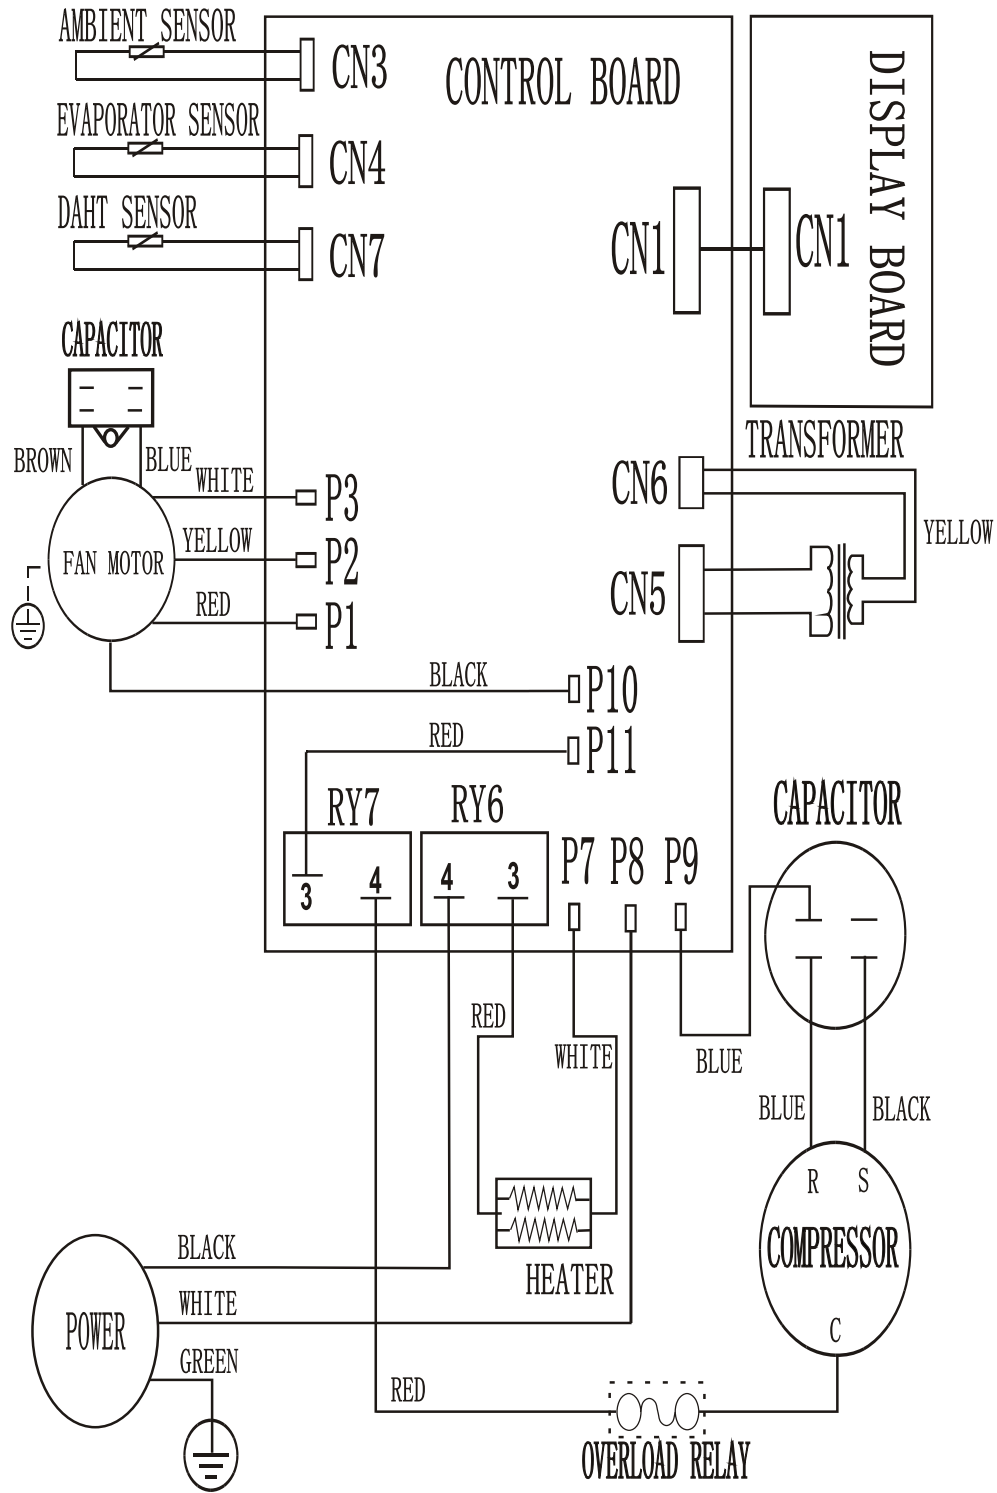 AMBIENT SENSOR
CN3
CONTROL BOARD
DISPLAY BOARD
EVAPORATOR SENSOR
CN4
DAHT SENSOR
CN7
CN1
CN1
CAPACITOR
BROWN
BLUE
TRANSFORMER
CN6
YELLOW
CN5
WHITE
P3
YELLOW
P2
FAN MOTOR
RED
P1
BLACK
P10
RED
P11
RY7
RY6
3
4
4
3
P7
P8
P9
CAPACITOR
RED
WHITE
BLUE
BLUE
BLACK
R
S
COMPRESSOR
C
HEATER
BLACK
WHITE
POWER
GREEN
RED
OVERLOAD RELAY